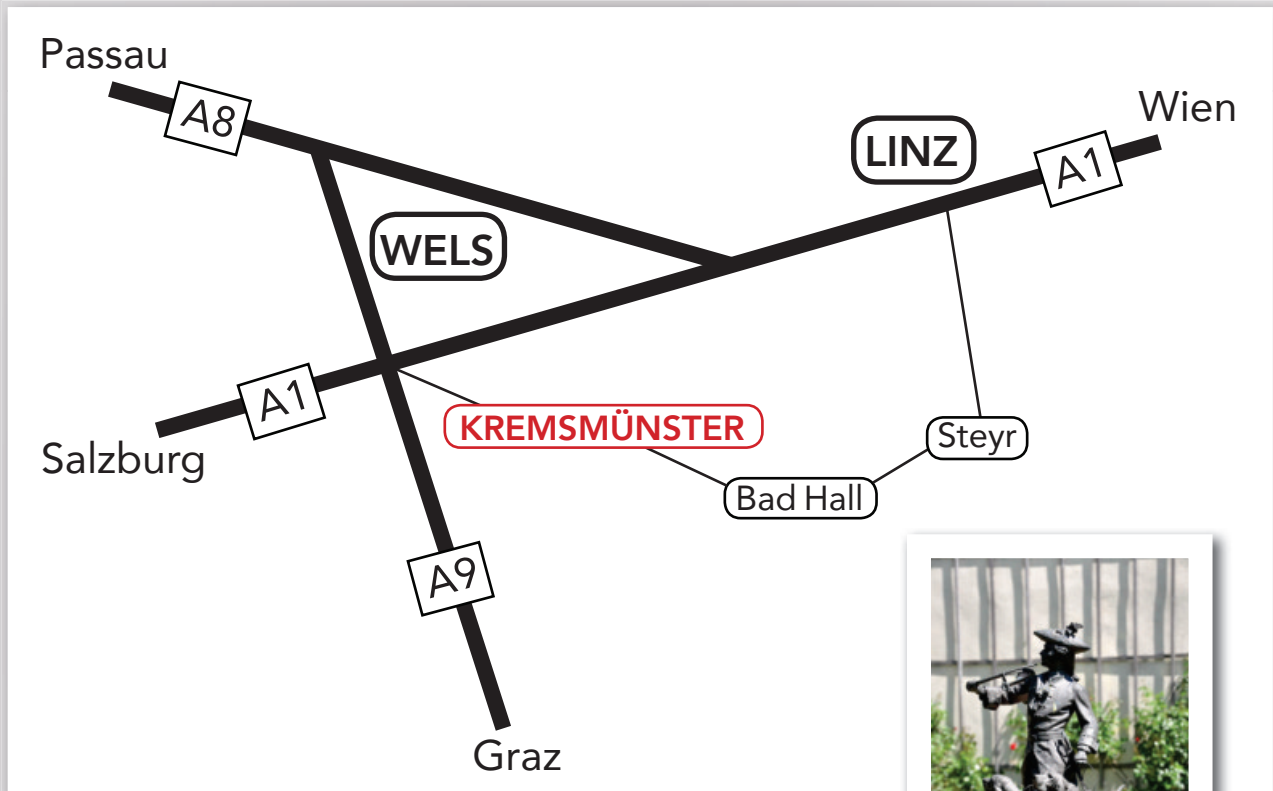 Passau
A8
Wien
LINZ
A1
WELS
A1
Salzburg
KREMSMÜNSTER
Steyr
Bad Hall
A9
Graz